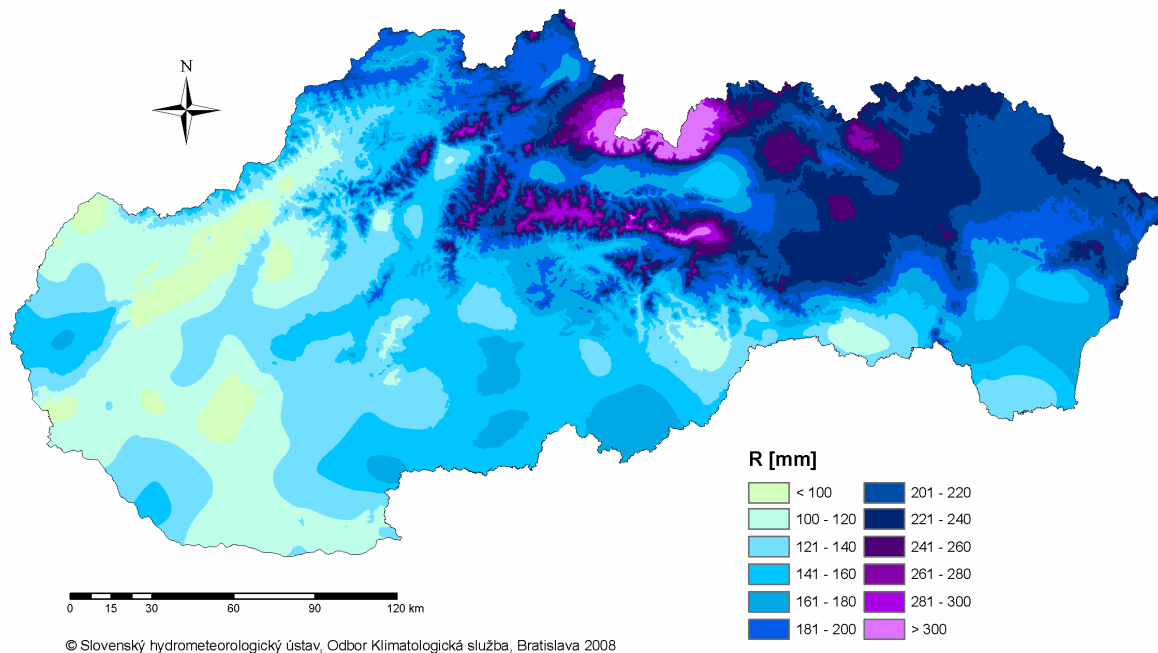 N
R [mm]
< 100
100 - 120
121 - 140
141 - 160
161 - 180
181 - 200
201 - 220
221 - 240
241 - 260
261 - 280
281 - 300
> 300
0 15 30 60 90 120 km
© Slovenský hydrometeorologický ústav, Odbor Klimatologická služba, Bratislava 2008